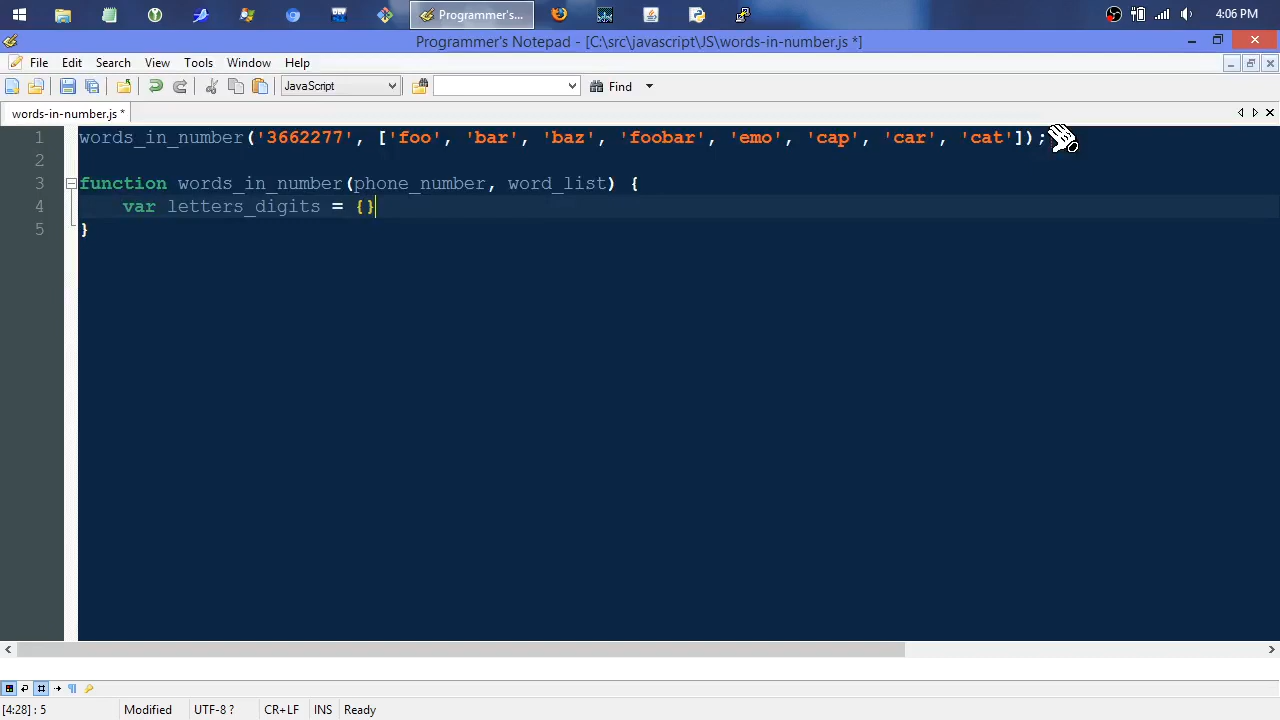 Programmer's...
4:06 PM
Programmer's Notepad - [C:\src\javascript\JS\words-in-number.js *]
File Edit Search View Tools Window Help
JavaScript
Find
words-in-number.js *
1 words_in_number('3662277', ['foo', 'bar', 'baz', 'foobar', 'emo', 'cap', 'car', 'cat']);
2
3 function words_in_number(phone_number, word_list) {
4 var letters_digits = {}
5 }
[4:28] : 5 Modified UTF-8 ? CR+LF INS Ready